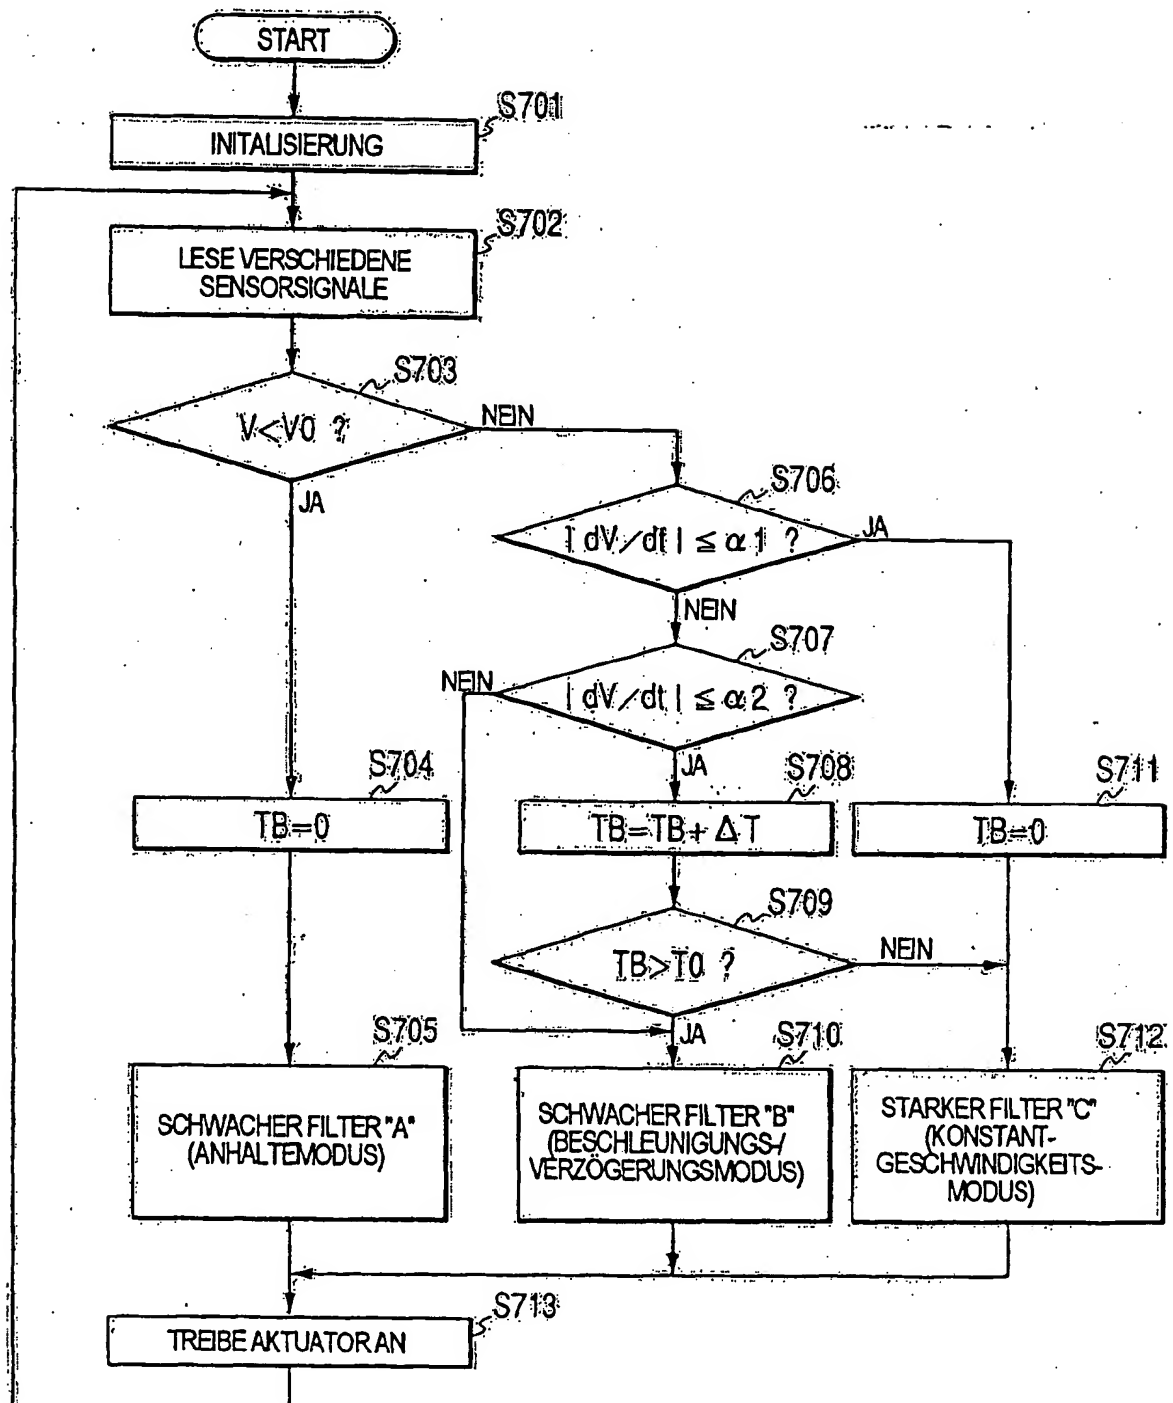 START
S701
INITALISIERUNG
S702
LESE VERSCHIEDENE
SENSORSIGNALE
S703
V<V0 ?
NEIN
JA
S706
| dV/dt | ≦ α1 ?
JA
NEIN
S707
NEIN
| dV/dt | ≦ α2 ?
JA
S704
TB=0
S708
TB=TB+ΔT
S711
TB=0
S709
TB>T0 ?
NEIN
JA
S705
SCHWACHER FILTER "A"
(ANHALTEMODUS)
S710
SCHWACHER FILTER "B"
(BESCHLEUNIGUNGS-/
VERZÖGERUNGSMODUS)
S712
STARKER FILTER "C"
(KONSTANT-
GESCHWINDIGKEITS-
MODUS)
S713
TREIBE AKTUATOR AN